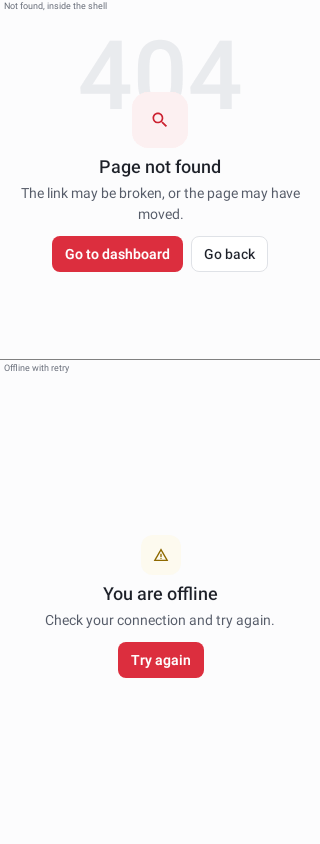 Not found, inside the shell
404
Page not found
The link may be broken, or the page may have
moved.
Go to dashboard
Go back
Offline with retry
You are offline
Check your connection and try again.
Try again